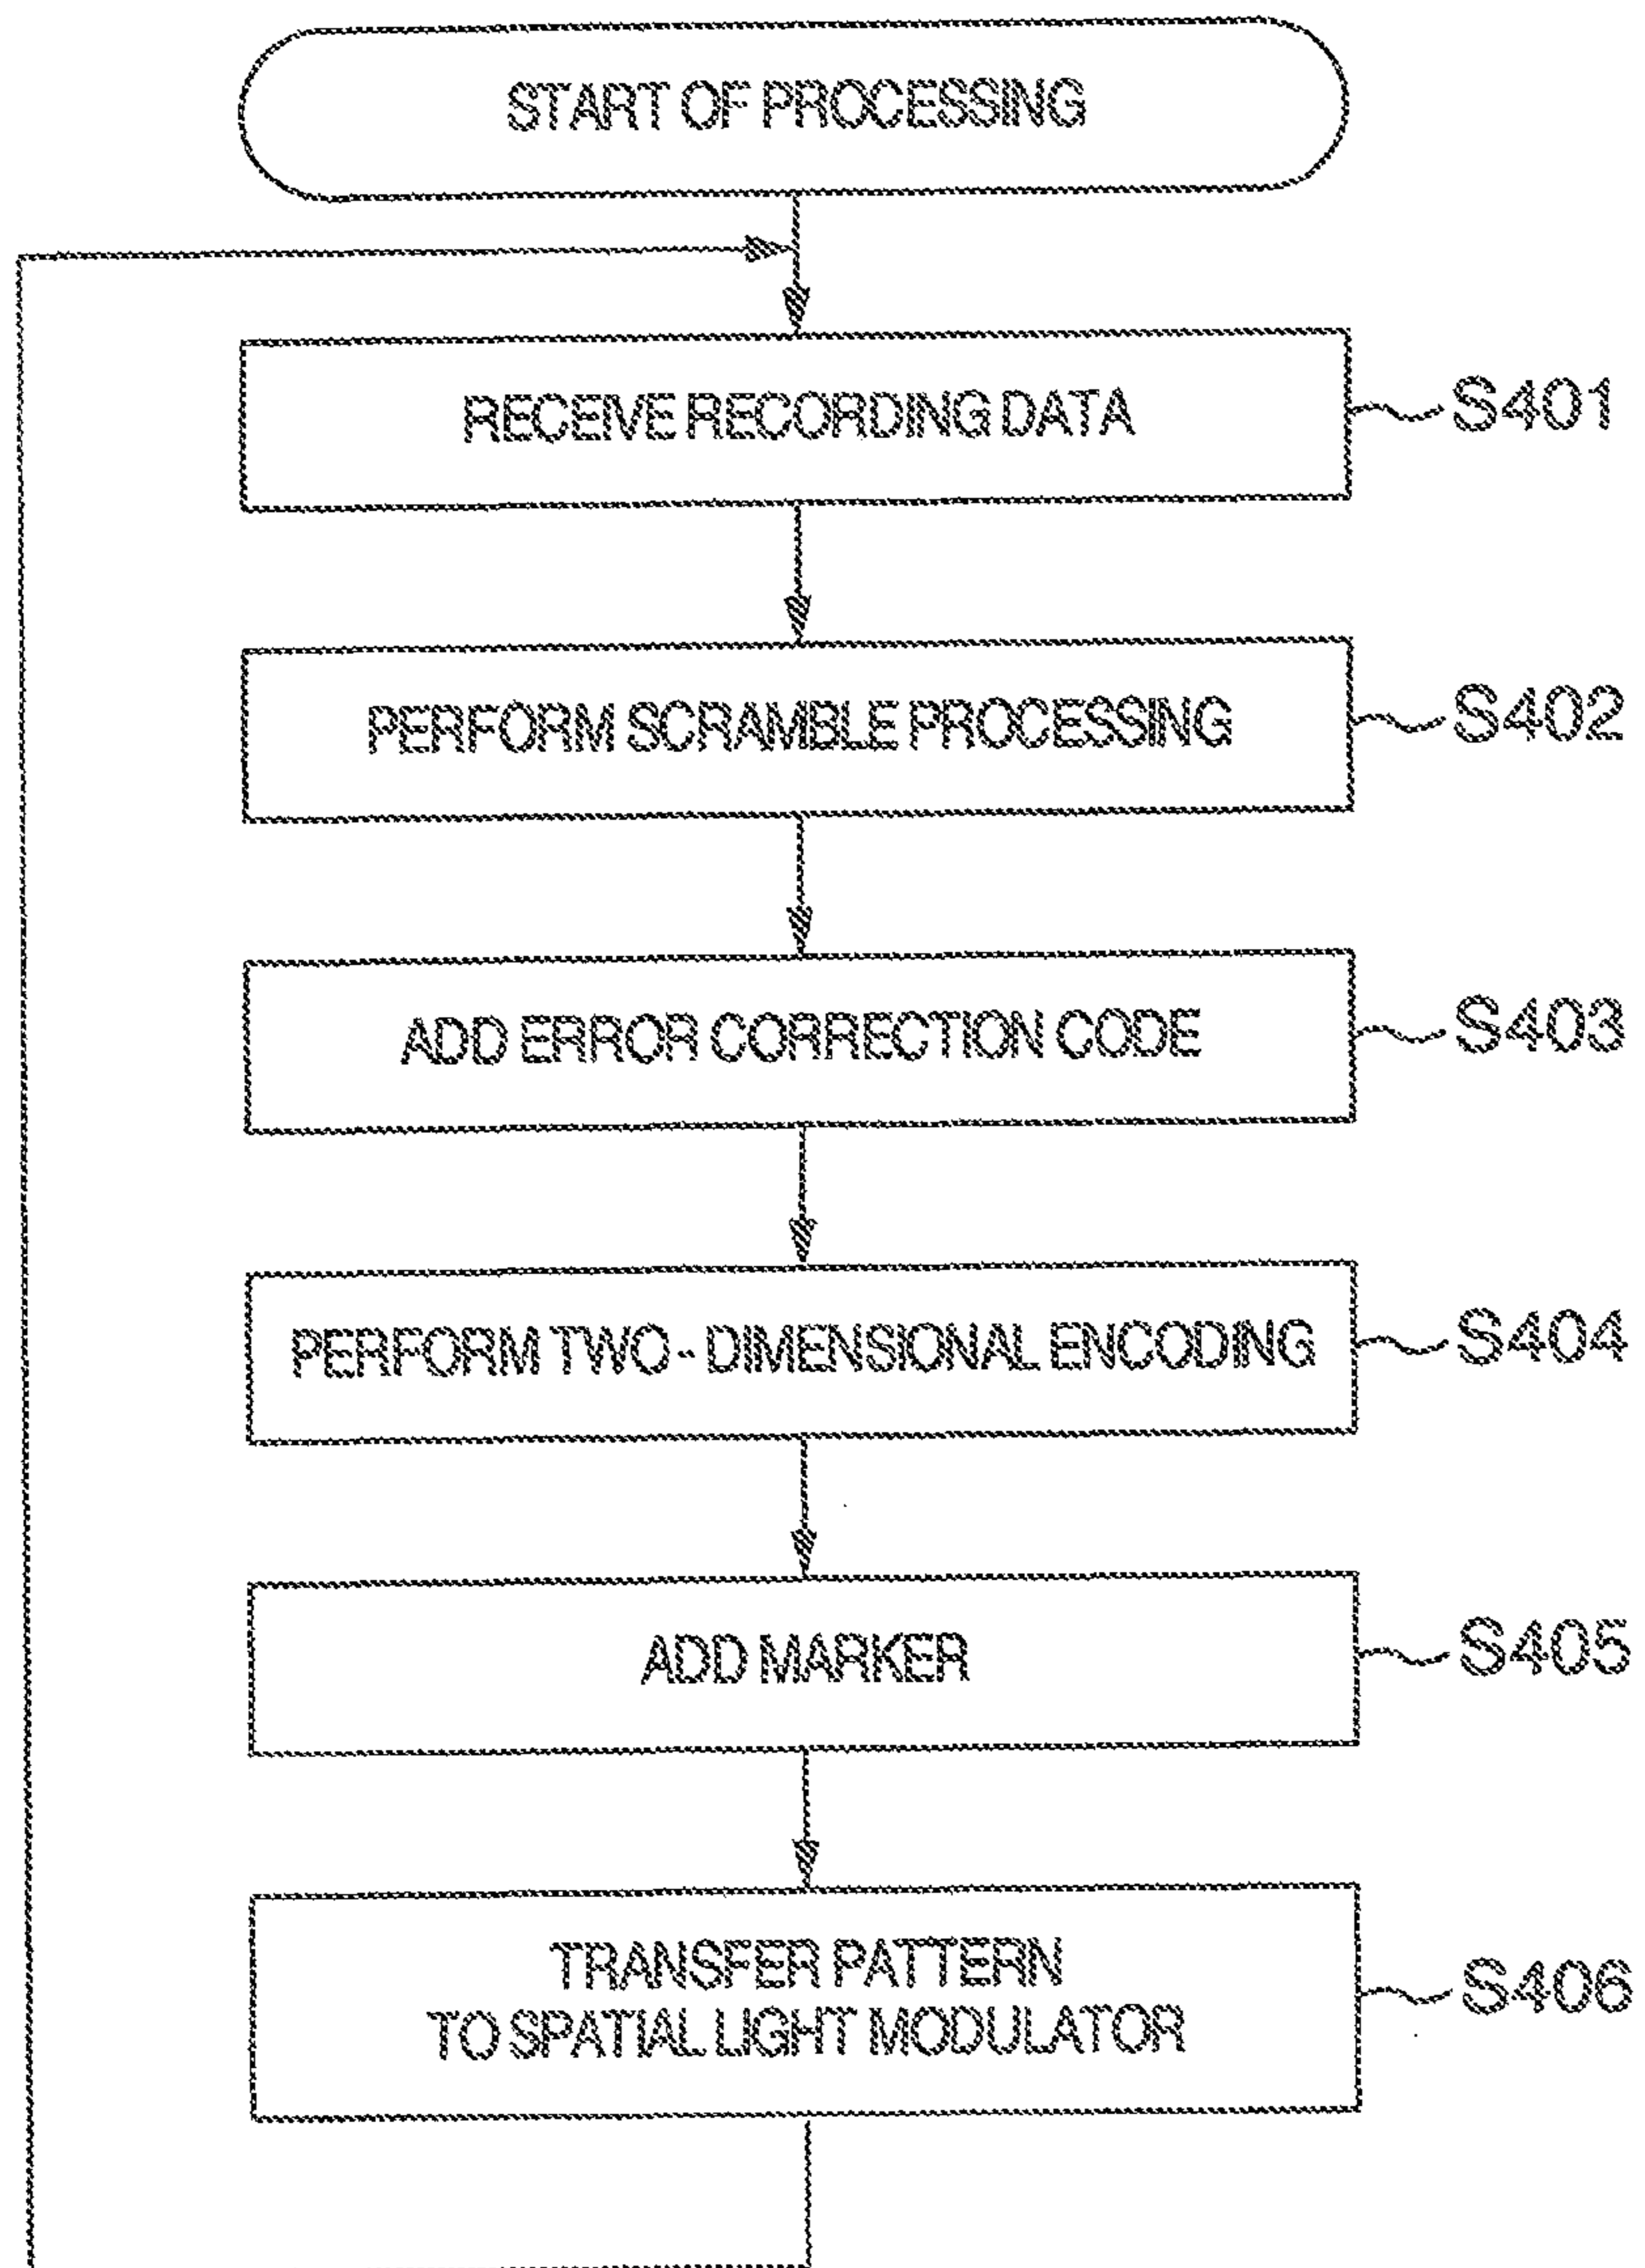 START OF PROCESSING
RECEIVE RECORDING DATA
S401
PERFORM SCRAMBLE PROCESSING
S402
ADD ERROR CORRECTION CODE
S403
PERFORM TWO-DIMENSIONAL ENCODING
S404
ADD MARKER
S405
TRANSFER PATTERN
TO SPATIAL LIGHT MODULATOR
S406